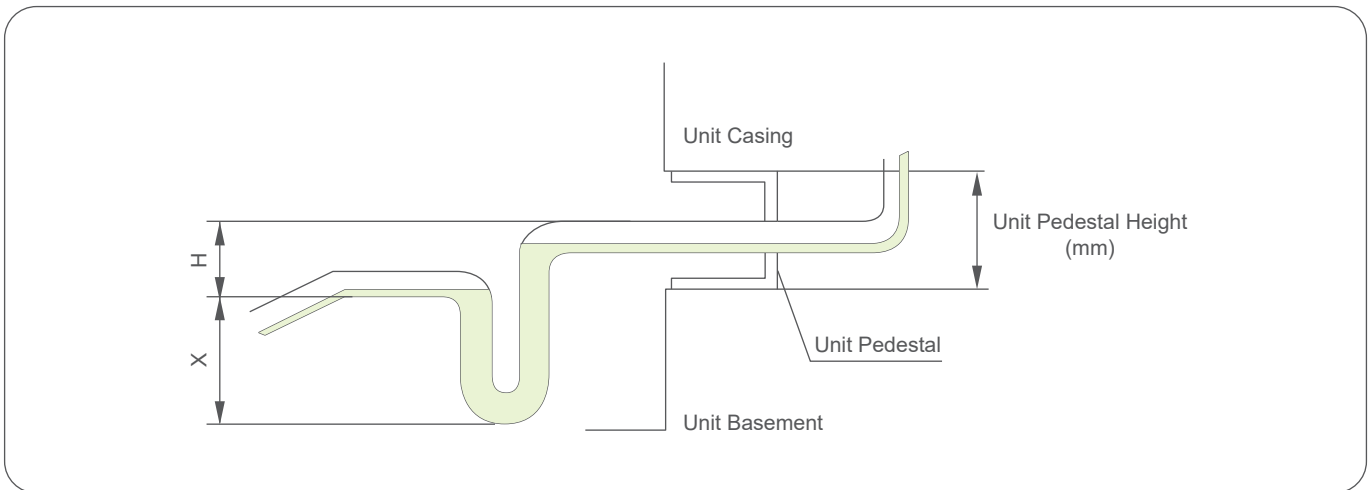 Unit Casing
Unit Pedestal Height
(mm)
H
X
Unit Pedestal
Unit Basement